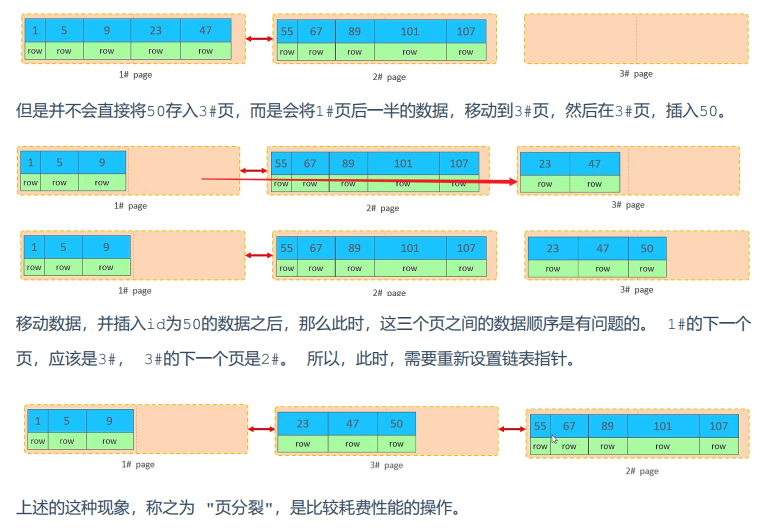 1 5 9 23 47 55 67 89 101 107
row row row row row row row row row row
1# page 2# page 3# page
但是并不会直接将50存入3#页，而是会将1#页后一半的数据，移动到3#页，然后在3#页，插入50。
1 5 9 55 67 89 101 107 23 47
row row row row row row row row row row
1# page 2# page 3# page
1 5 9 55 67 89 101 107 23 47 50
row row row row row row row row row row row
1# page 2# page 3# page
移动数据，并插入id为50的数据之后，那么此时，这三个页之间的数据顺序是有问题的。 1#的下一个
页，应该是3#， 3#的下一个页是2#。 所以，此时，需要重新设置链表指针。
1 5 9 23 47 50 55 67 89 101 107
row row row row row row row row row row row
1# page 3# page 2# page
上述的这种现象，称之为 "页分裂"，是比较耗费性能的操作。